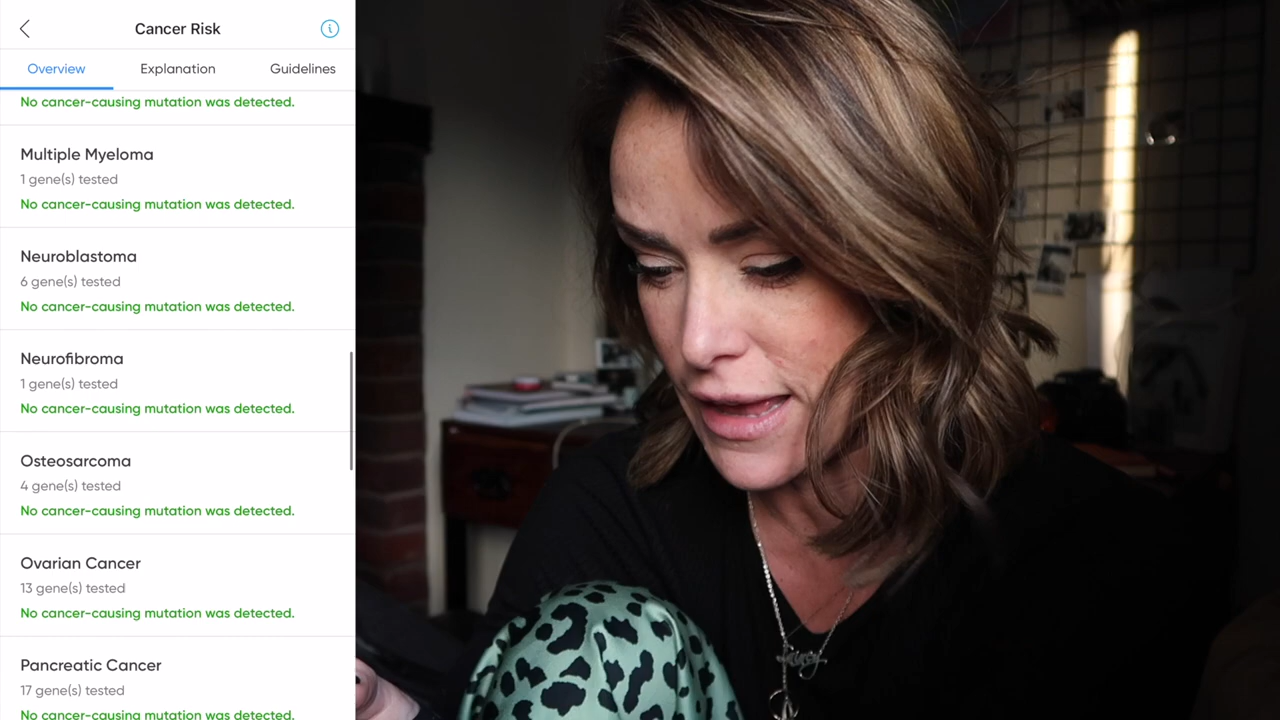 Cancer Risk
Overview Explanation Guidelines
No cancer-causing mutation was detected.
Multiple Myeloma
1 gene(s) tested
No cancer-causing mutation was detected.
Neuroblastoma
6 gene(s) tested
No cancer-causing mutation was detected.
Neurofibroma
1 gene(s) tested
No cancer-causing mutation was detected.
Osteosarcoma
4 gene(s) tested
No cancer-causing mutation was detected.
Ovarian Cancer
13 gene(s) tested
No cancer-causing mutation was detected.
Pancreatic Cancer
17 gene(s) tested
No cancer-causing mutation was detected.